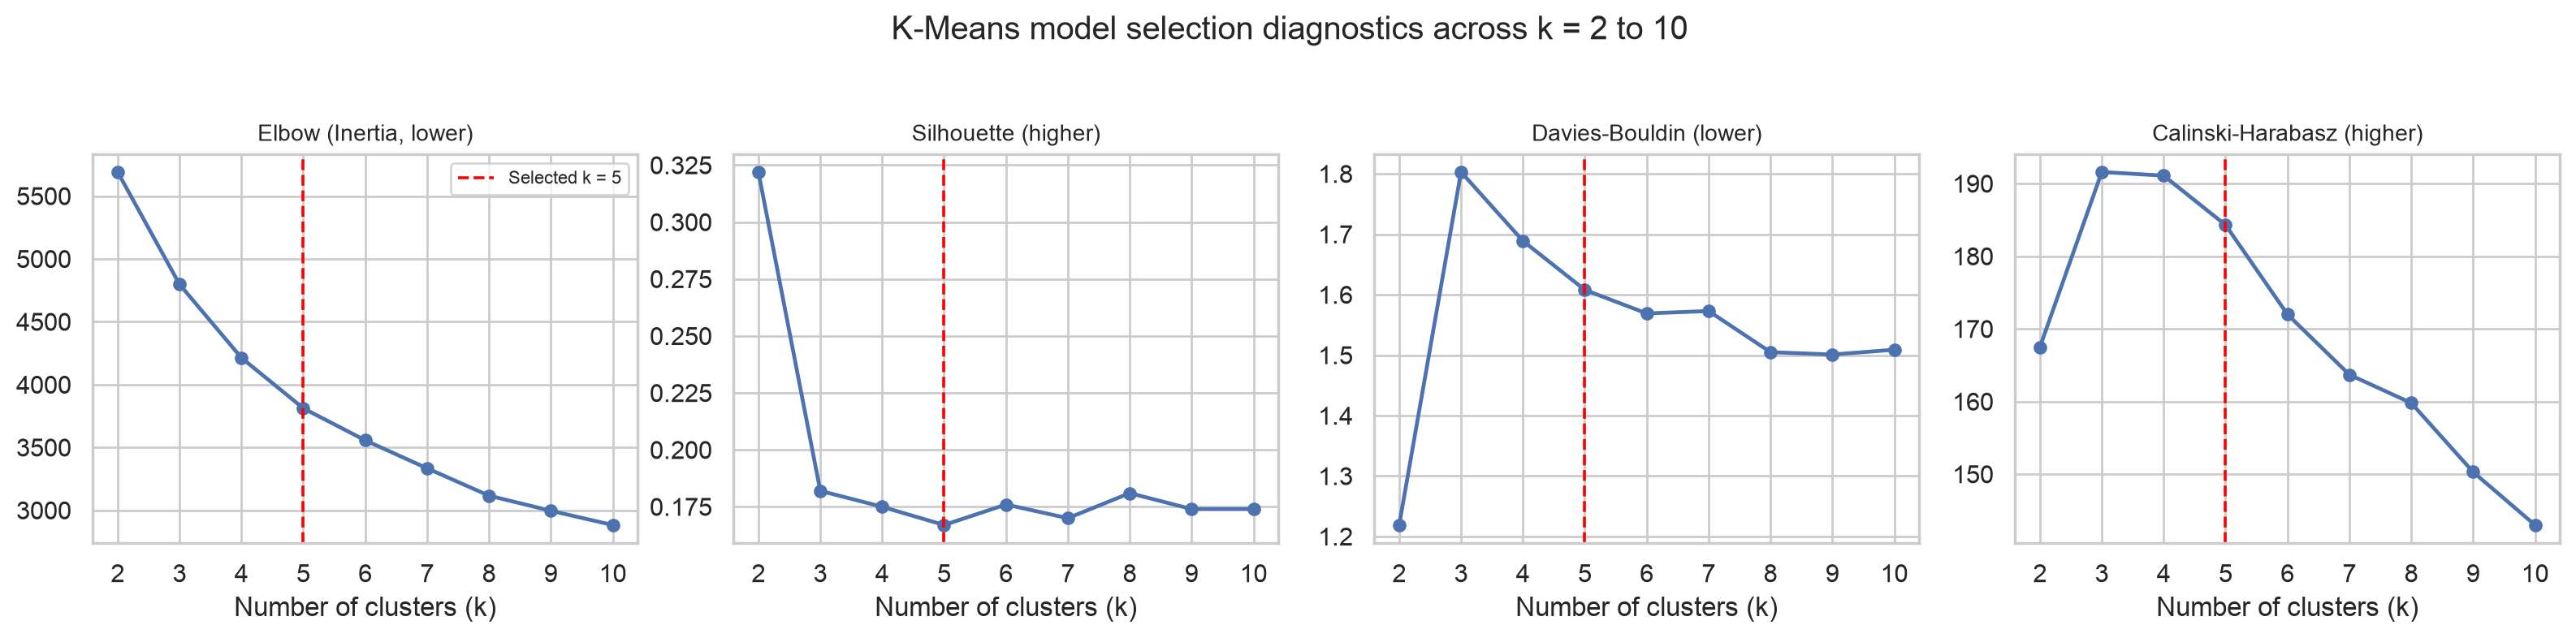 K-Means model selection diagnostics across k = 2 to 10
Elbow (Inertia, lower)
Selected k = 5
5500
5000
4500
4000
3500
3000
2 3 4 5 6 7 8 9 10
Number of clusters (k)
Silhouette (higher)
0.325
0.300
0.275
0.250
0.225
0.200
0.175
2 3 4 5 6 7 8 9 10
Number of clusters (k)
Davies-Bouldin (lower)
1.8
1.7
1.6
1.5
1.4
1.3
1.2
2 3 4 5 6 7 8 9 10
Number of clusters (k)
Calinski-Harabasz (higher)
190
180
170
160
150
2 3 4 5 6 7 8 9 10
Number of clusters (k)